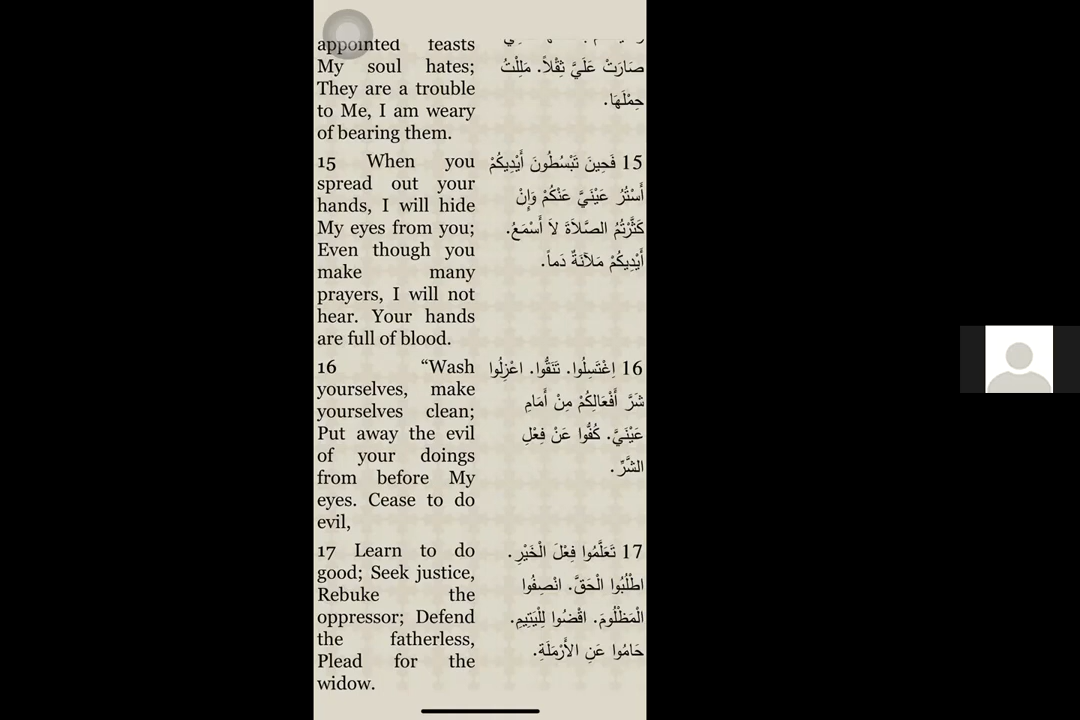 appointed feasts
My soul hates;
They are a trouble
to Me, I am weary
of bearing them.
صَارَتْ عَلَيَّ ثِقْلاً. مَلِلْتُ
حِمْلَهَا.
15 When you
spread out your
hands, I will hide
My eyes from you;
Even though you
make many
prayers, I will not
hear. Your hands
are full of blood.
15 فَحِينَ تَبْسُطُونَ أَيْدِيكُمْ
أَسْتُرُ عَيْنَيَّ عَنْكُمْ وَإِنْ
كَثَّرْتُمُ الصَّلاَةَ لاَ أَسْمَعُ.
أَيْدِيكُمْ مَلآنَةٌ دَماً.
16 “Wash
yourselves, make
yourselves clean;
Put away the evil
of your doings
from before My
eyes. Cease to do
evil,
16 اِغْتَسِلُوا. تَنَقُّوا. اعْزِلُوا
شَرَّ أَفْعَالِكُمْ مِنْ أَمَامِ
عَيْنَيَّ. كُفُّوا عَنْ فِعْلِ
الشَّرِّ.
17 Learn to do
good; Seek justice,
Rebuke the
oppressor; Defend
the fatherless,
Plead for the
widow.
17 تَعَلَّمُوا فِعْلَ الْخَيْرِ.
اطْلُبُوا الْحَقَّ. انْصِفُوا
الْمَظْلُومَ. اقْضُوا لِلْيَتِيمِ.
حَامُوا عَنِ الأَرْمَلَةِ.